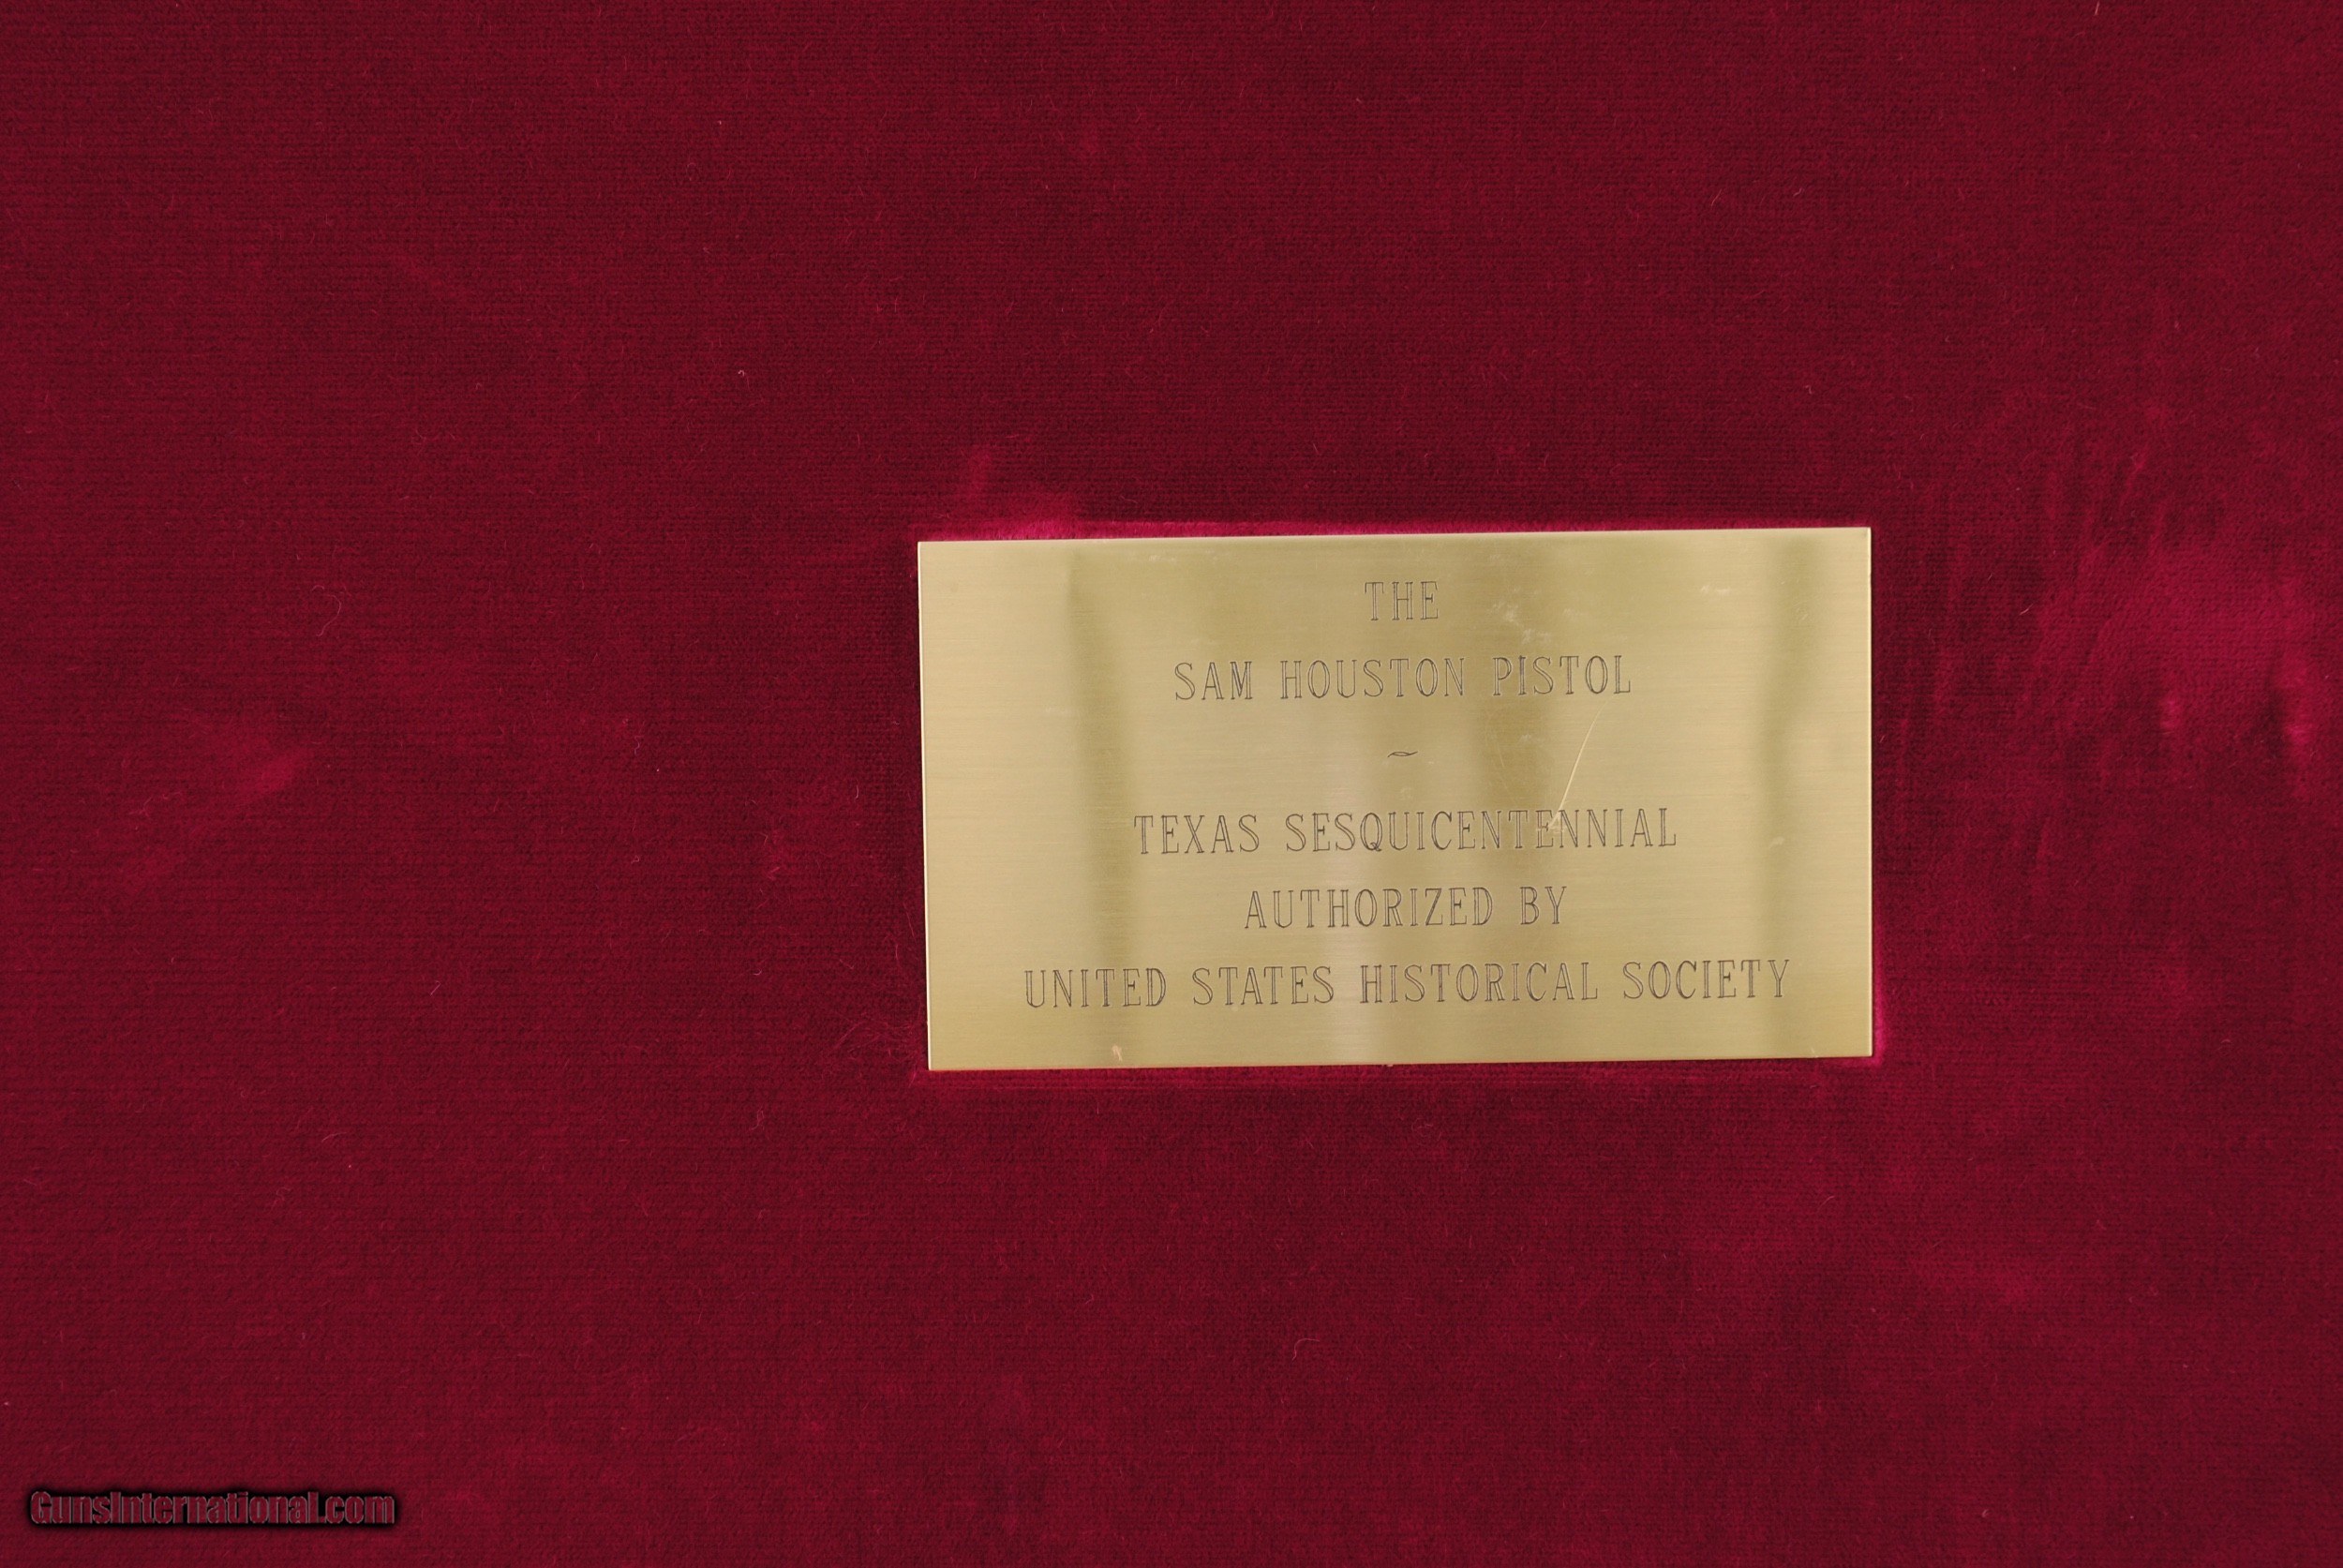 THE
SAM HOUSTON PISTOL
~
TEXAS SESQUICENTENNIAL
AUTHORIZED BY
UNITED STATES HISTORICAL SOCIETY
GunsInternational.com